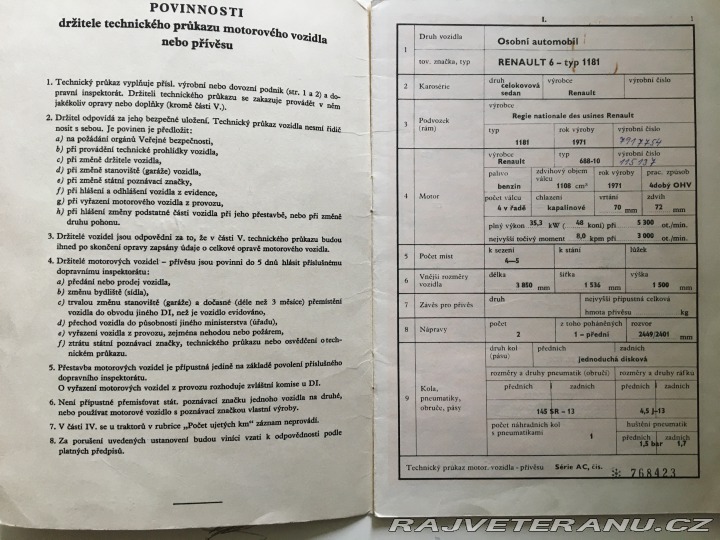 POVINNOSTI
držitele technického průkazu motorového vozidla
nebo přívěsu
1. Technický průkaz vyplňuje přísl. výrobní nebo dovozní podnik (str. 1 a 2) a do-
pravní inspektorát. Držiteli technického průkazu se zakazuje provádět v něm
jakékoliv opravy nebo doplňky (kromě části V.).
2. Držitel odpovídá za jeho bezpečné uložení. Technický průkaz vozidla nesmí řidič
nosit s sebou. Je povinen je předložit:
a) na požádání orgánů Veřejné bezpečnosti,
b) při provádění technické prohlídky vozidla,
c) při změně držitele vozidla,
d) při změně stanoviště (garáže) vozidla,
e) při změně státní poznávací značky,
f) při hlášení a odhlášení vozidla z evidence,
g) při vyřazení motorového vozidla z provozu,
h) při změny podstatné části vozidla při jeho přestavbě, nebo při změně
druhu pohonu.
3. Držitelé vozidel jsou odpovědni za to, že v části V. technického průkazu budou
ihned po skončení opravy zapsány údaje o celkové opravě motorového vozidla.
4. Držitelé motorových vozidel – přívěsu jsou povinni do 5 dnů hlásit příslušnému
dopravnímu inspektorátu:
a) předání nebo prodej vozidla,
b) změnu bydliště (sídla),
c) trvalou změnu stanoviště (garáže) a dočasné (déle než 3 měsíce) přemístění
vozidla do obvodu jiného DI, než je vozidlo evidováno,
d) přechod vozidla do působnosti jiného ministerstva (úřadu),
e) vyřazení vozidla z provozu, zejména nehodou nebo požárem,
f) ztrátu státní poznávací značky, technického průkazu nebo osvědčení o tech-
nickém průkazu.
5. Přestavba motorových vozidel je přípustná jedině na základě povolení příslušného
dopravního inspektorátu.
O vyřazení motorových vozidel z provozu rozhoduje zvláštní komise u DI.
6. Není přípustné přemisťovat stát. poznávací značku jednoho vozidla na druhé,
nebo používat motorové vozidlo s poznávací značkou vlastní výroby.
7. V části IV. se u traktorů v rubrice „Počet ujetých km" záznam neprovádí.
8. Za porušení uvedených ustanovení budou viníci vzati k odpovědnosti podle
platných předpisů.
I. 1
1 Druh vozidla Osobní automobil
tov. značka, typ RENAULT 6 – typ 1181
2 Karosérie druh výrobce výrobní číslo
celokovová sedan Renault
3 Podvozek (rám) výrobce
Regie nationale des usines Renault
typ rok výroby výrobní číslo
1181 1971 7917754
4 Motor výrobce typ výrobní číslo
Renault 688-10 115137
palivo zdvihový objem válcu rok výroby prac. způsob
benzin 1108 cm³ 1971 4dobý OHV
počet válcu chlazení vrtání zdvih
4 v řadě kapalinové 70 mm 72 mm
plný výkon 35,3 kW ( 48 koní) při 5 300 ot./min.
nejvyšší točivý moment 8,0 kpm při 3 000 ot./min.
5 Počet míst k sezení k stání lůžek
4—5
6 Vnější rozměry vozidla délka šířka výška
3 850 mm 1 536 mm 1 500 mm
7 Závěs pro přívěs druh nejvyšší přípustná celková
hmota přívěsu kg
8 Nápravy počet z toho poháněných rozvor
2 1 – přední 2449/2401 mm
9 Kola, pneumatiky, obruče, pásy
druh kol (pásu) předních zadních
jednoduchá disková
rozměry a druhy pneumatik (obručí) rozměry a druhy ráfků
předních zadních předních zadních
145 SR – 13 4,5 J–13
počet náhradních kol s pneumatikami huštění pneumatik
1 předních zadních
1,5 bar 1,7
Technický průkaz motor. vozidla - přívěsu Série AC, čís. 768423
RAJVETERANU.CZ